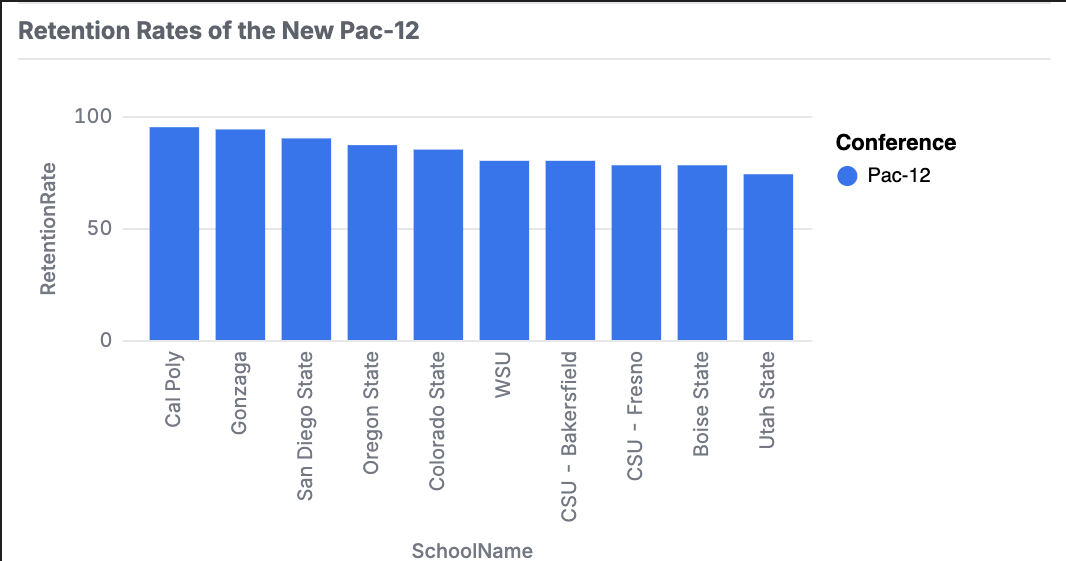 Retention Rates of the New Pac-12
100
50
0
RetentionRate
Cal Poly
Gonzaga
San Diego State
Oregon State
Colorado State
WSU
CSU - Bakersfield
CSU - Fresno
Boise State
Utah State
SchoolName
Conference
Pac-12